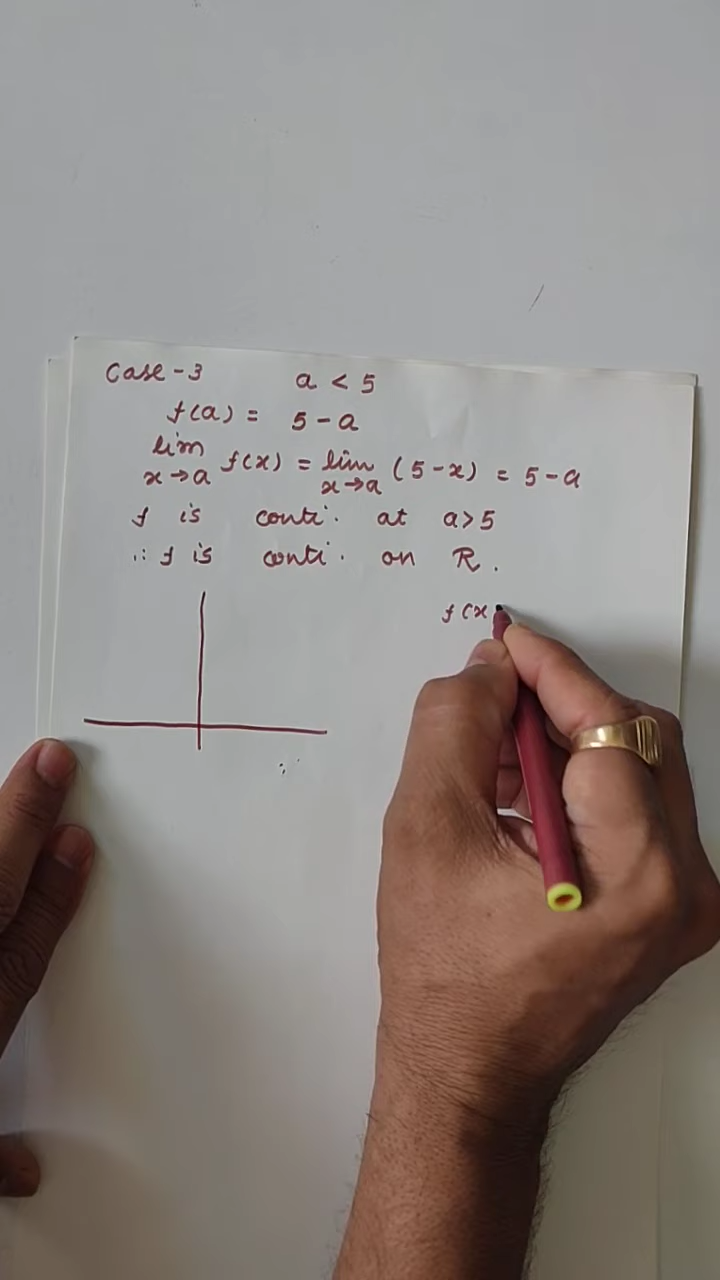 Case-3 a < 5
f(a) = 5-a
lim x→a f(x) = lim x→a (5-x) = 5-a
f is conti. at a>5
∴ f is conti. on R.
f(x